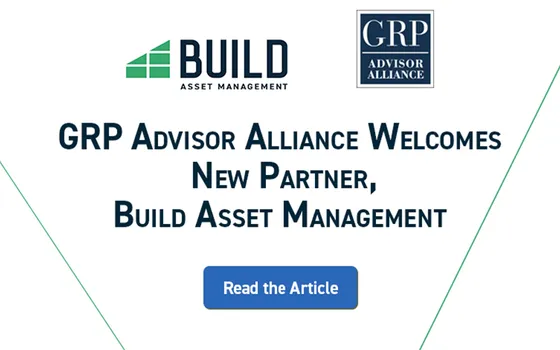 BUILD
ASSET MANAGEMENT
GRP
ADVISOR
ALLIANCE
GRP ADVISOR ALLIANCE WELCOMES
NEW PARTNER,
BUILD ASSET MANAGEMENT
Read the Article